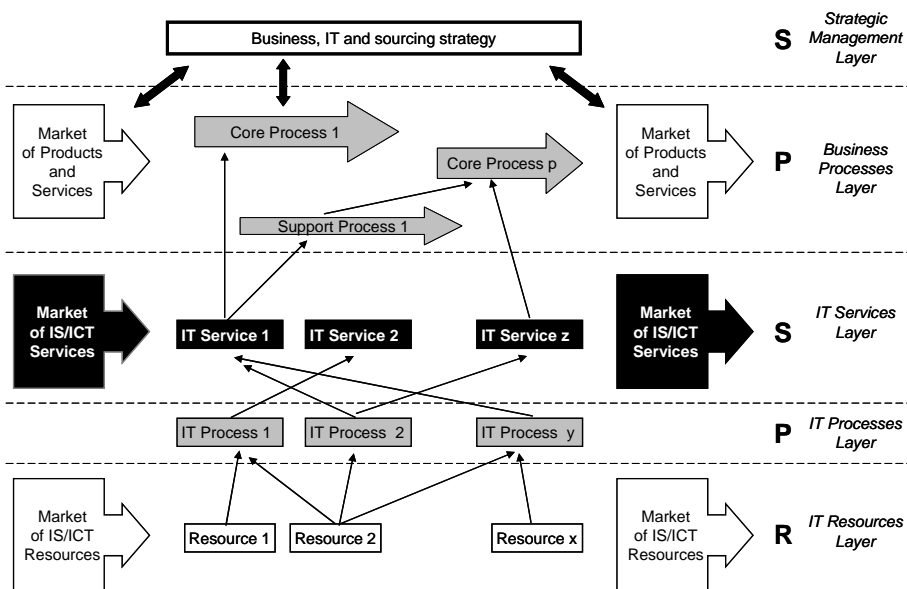 Business, IT and sourcing strategy
S
Strategic
Management
Layer
Market
of Products
and
Services
Core Process 1
Core Process p
Support Process 1
Market
of Products
and
Services
P
Business
Processes
Layer
Market
of IS/ICT
Services
IT Service 1
IT Service 2
IT Service z
Market
of IS/ICT
Services
S
IT Services
Layer
IT Process 1
IT Process 2
IT Process y
P
IT Processes
Layer
Market
of IS/ICT
Resources
Resource 1
Resource 2
Resource x
Market
of IS/ICT
Resources
R
IT Resources
Layer